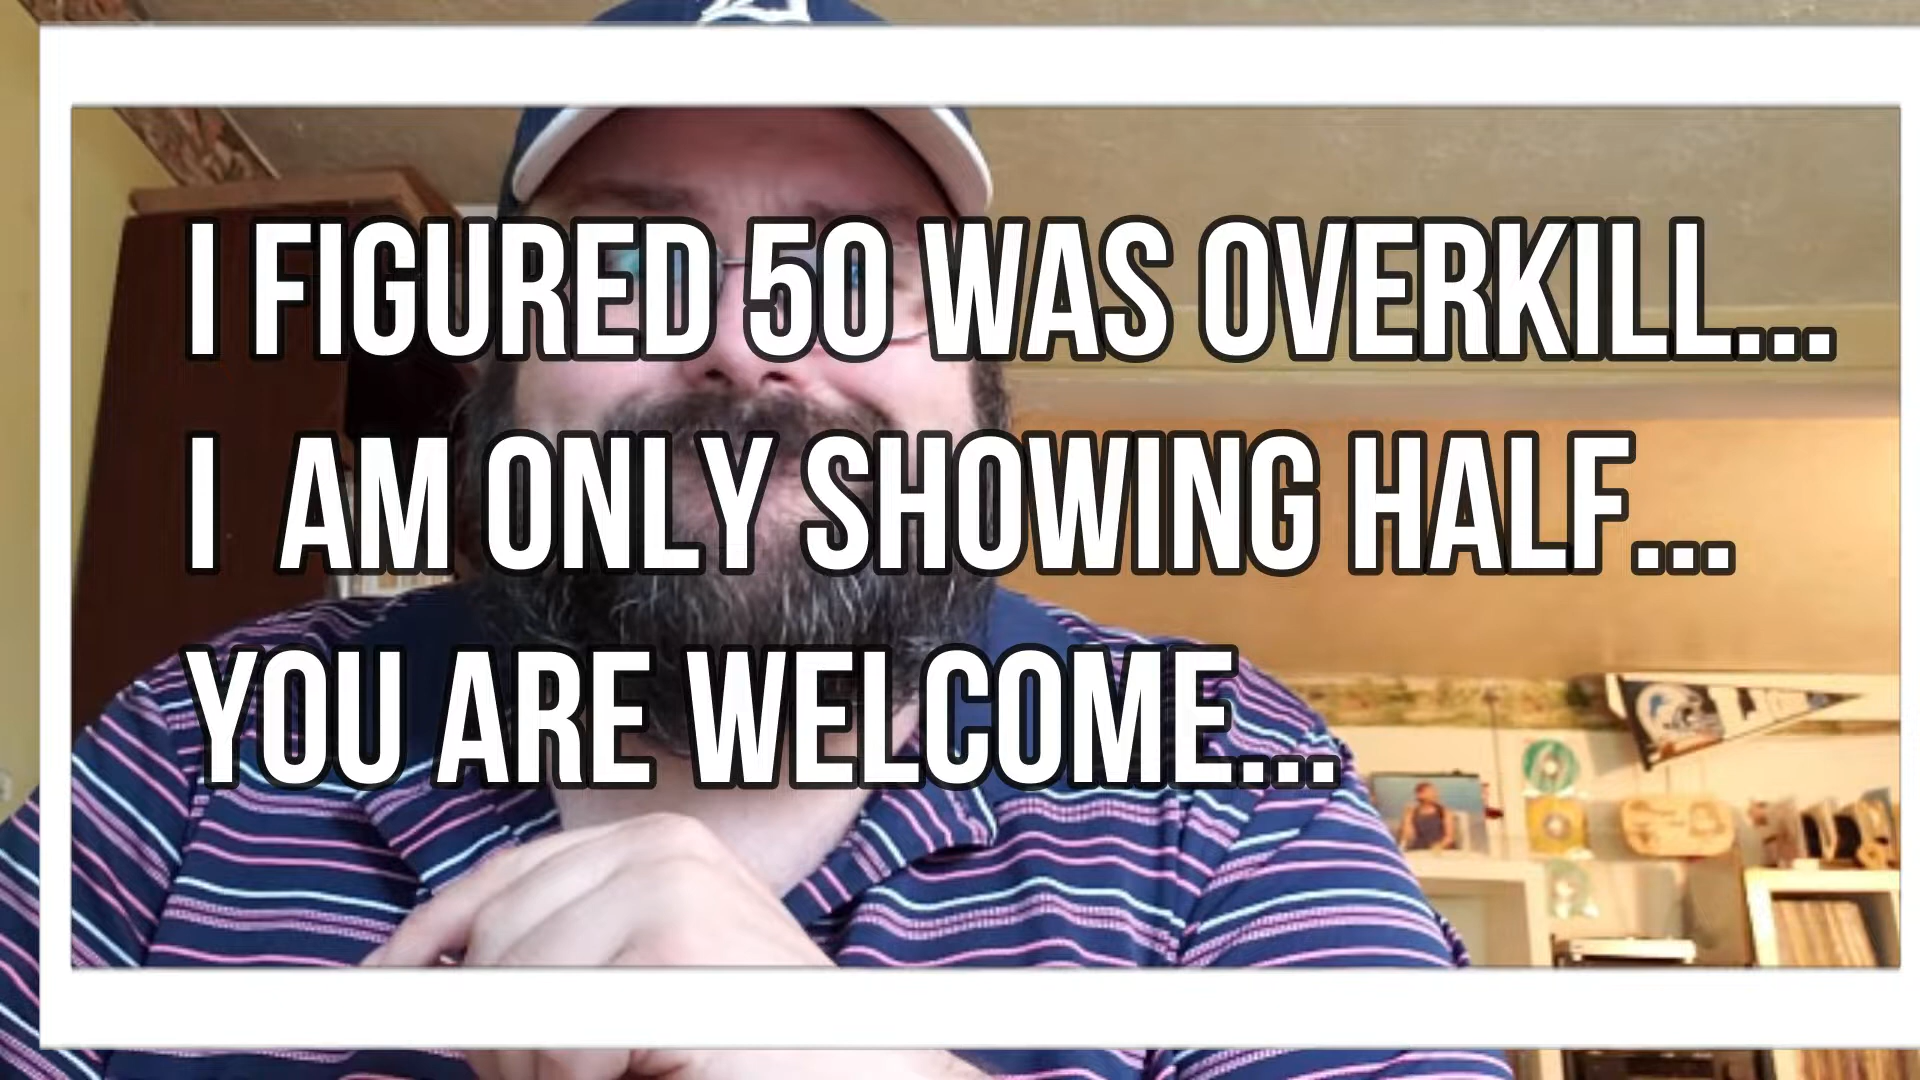 I FIGURED 50 WAS OVERKILL...
I AM ONLY SHOWING HALF...
YOU ARE WELCOME...